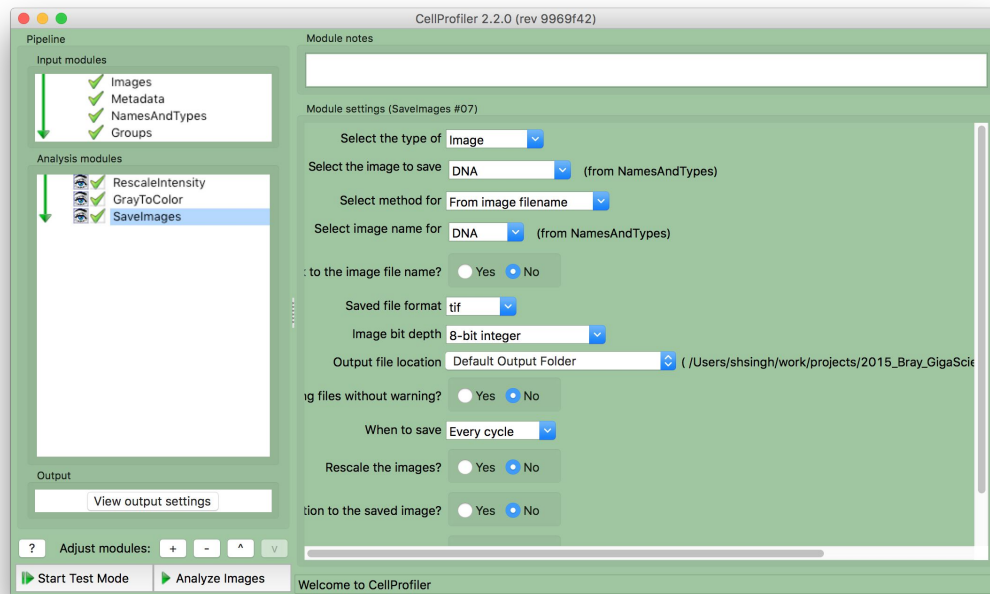 CellProfiler 2.2.0 (rev 9969f42)
Pipeline
Input modules
Images
Metadata
NamesAndTypes
Groups
Analysis modules
RescaleIntensity
GrayToColor
SaveImages
Output
View output settings
? Adjust modules: + - ^ v
Start Test Mode Analyze Images
Module notes
Module settings (SaveImages #07)
Select the type of Image
Select the image to save DNA (from NamesAndTypes)
Select method for From image filename
Select image name for DNA (from NamesAndTypes)
to the image file name? Yes No
Saved file format tif
Image bit depth 8-bit integer
Output file location Default Output Folder ( /Users/shsingh/work/projects/2015_Bray_GigaScie
files without warning? Yes No
When to save Every cycle
Rescale the images? Yes No
tion to the saved image? Yes No
Welcome to CellProfiler